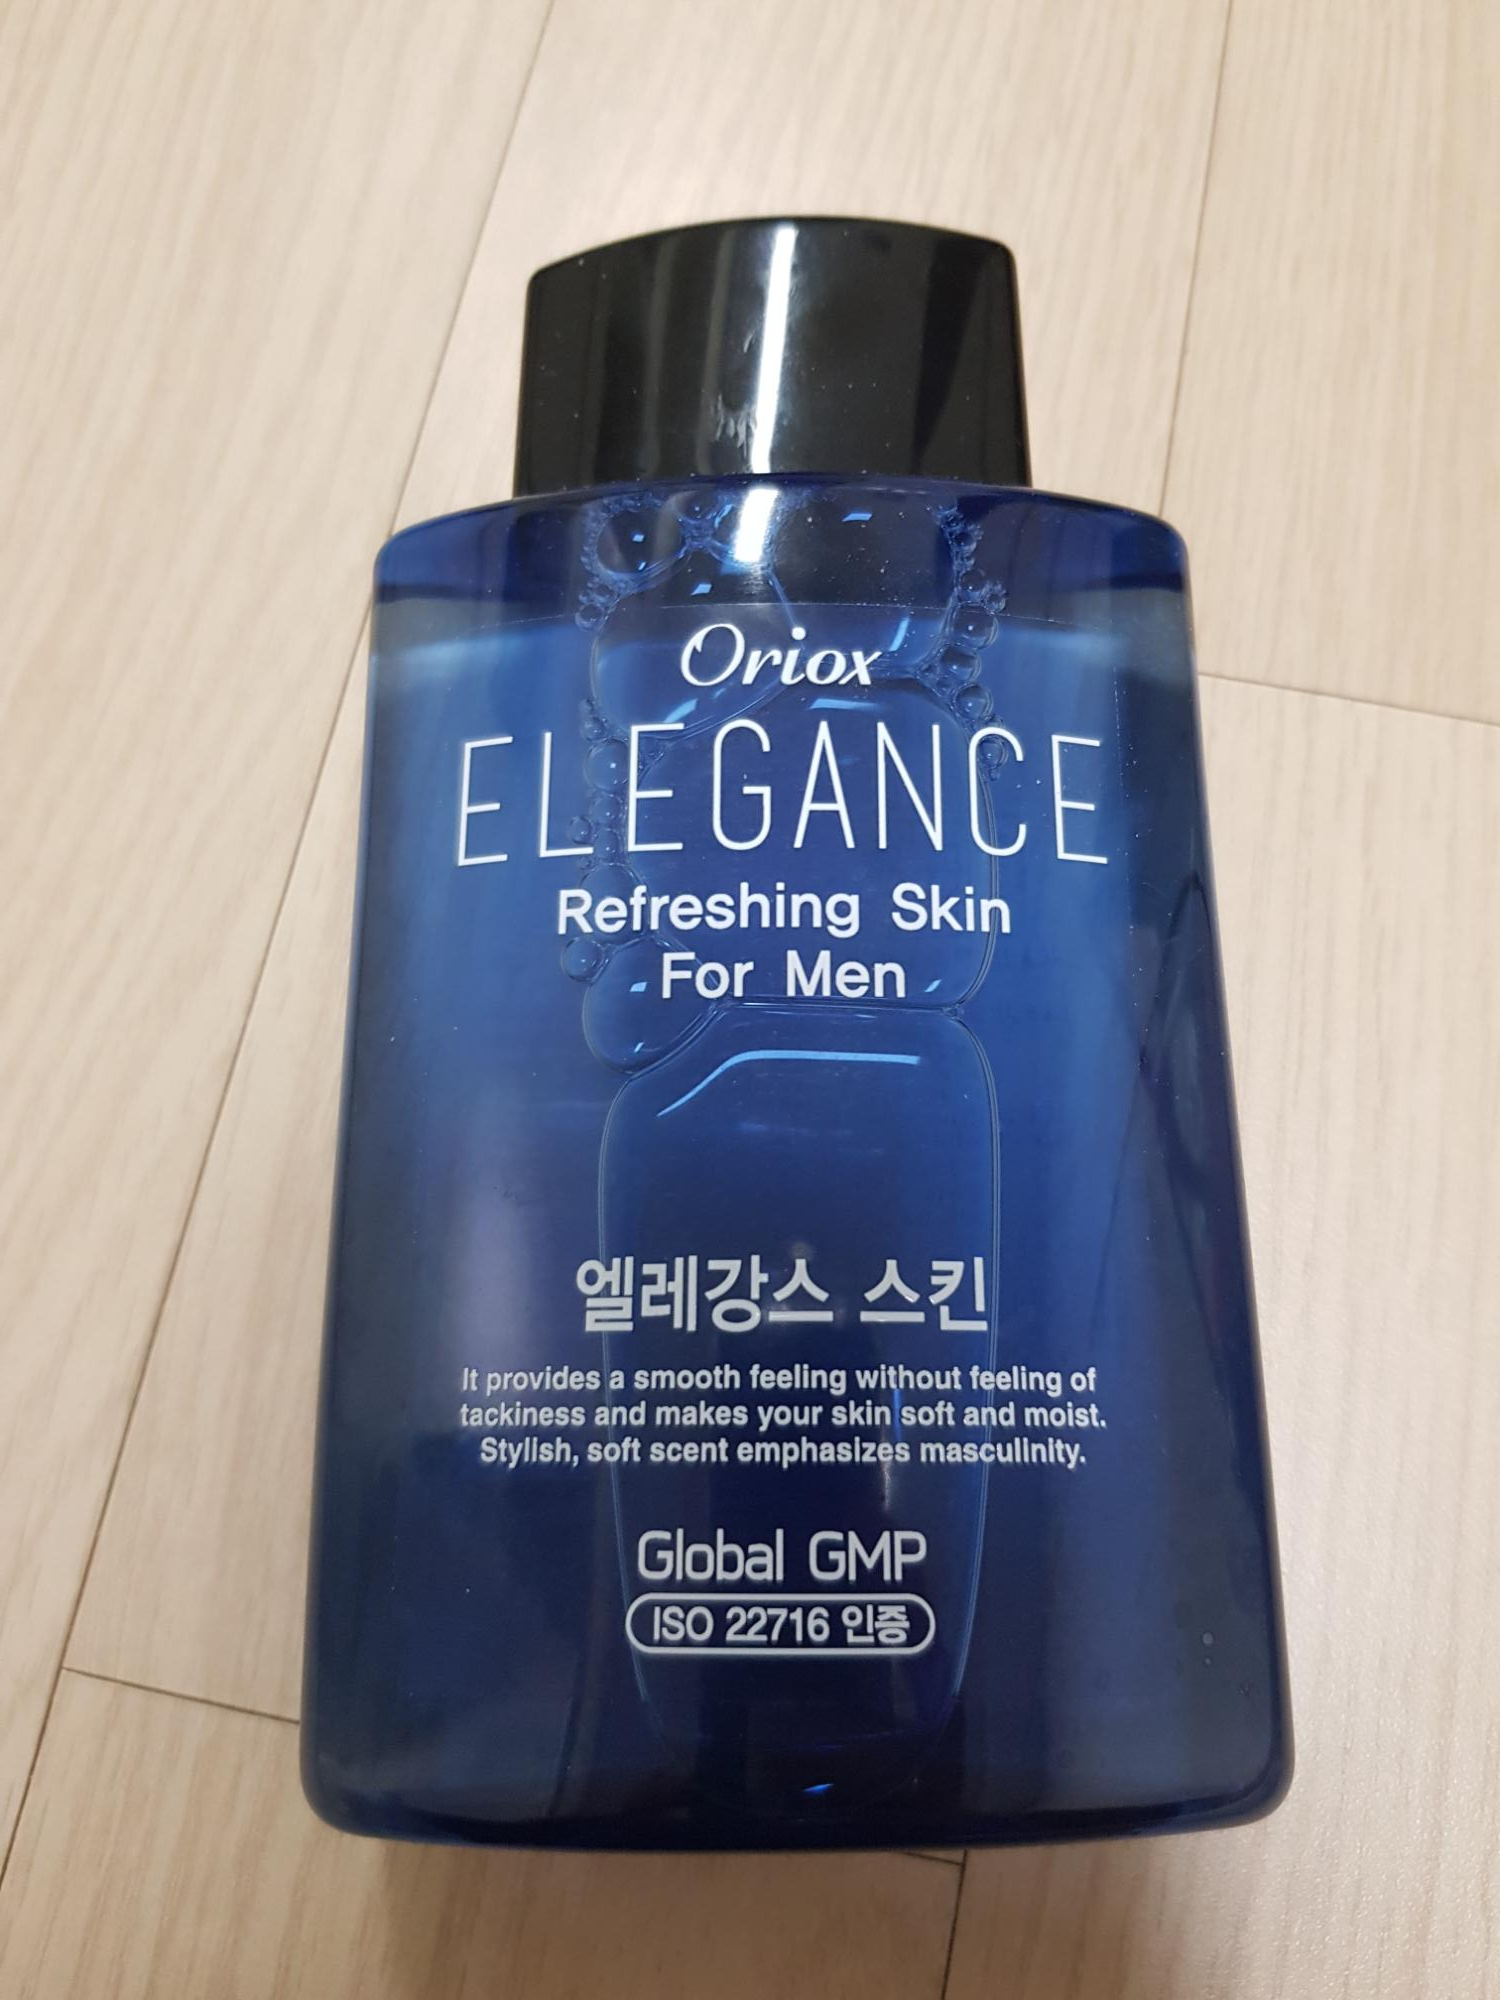 Oriox
ELEGANCE
Refreshing Skin
For Men
엘레강스 스킨
It provides a smooth feeling without feeling of
tackiness and makes your skin soft and moist.
Stylish, soft scent emphasizes masculinity.
Global GMP
ISO 22716 인증